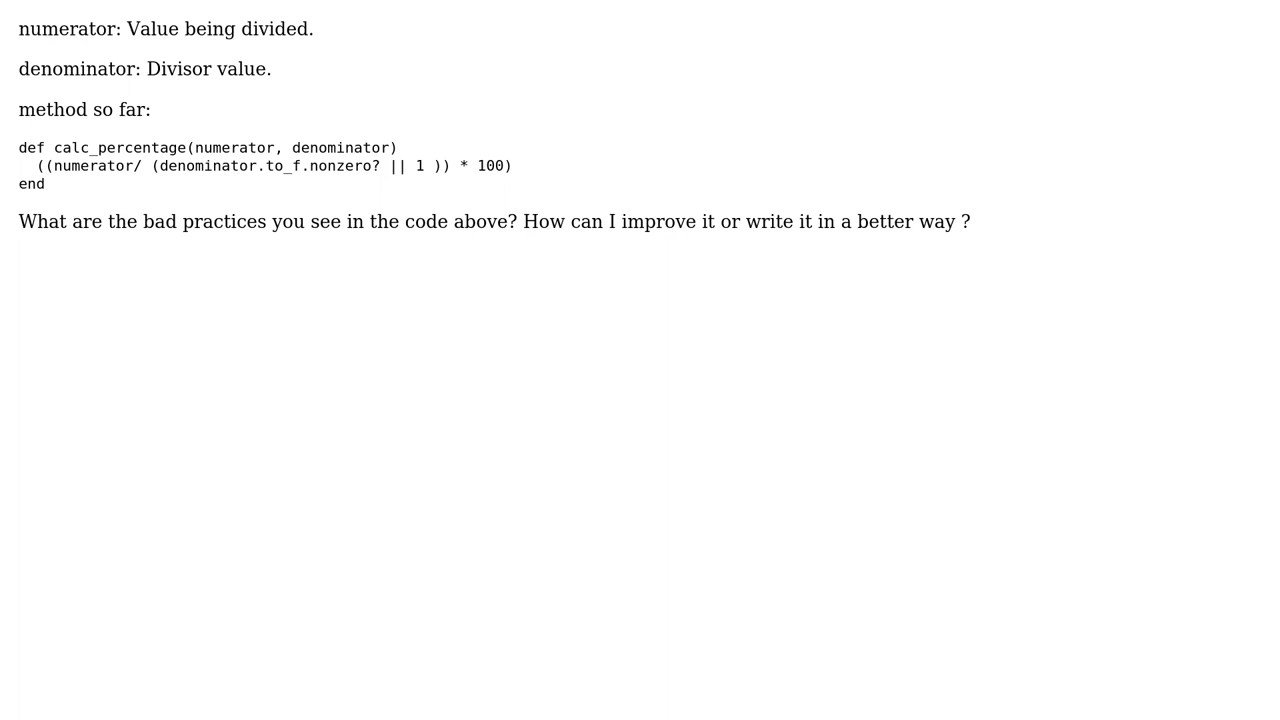 numerator: Value being divided.
denominator: Divisor value.
method so far:
def calc_percentage(numerator, denominator)
  ((numerator/ (denominator.to_f.nonzero? || 1 )) * 100)
end
What are the bad practices you see in the code above? How can I improve it or write it in a better way ?